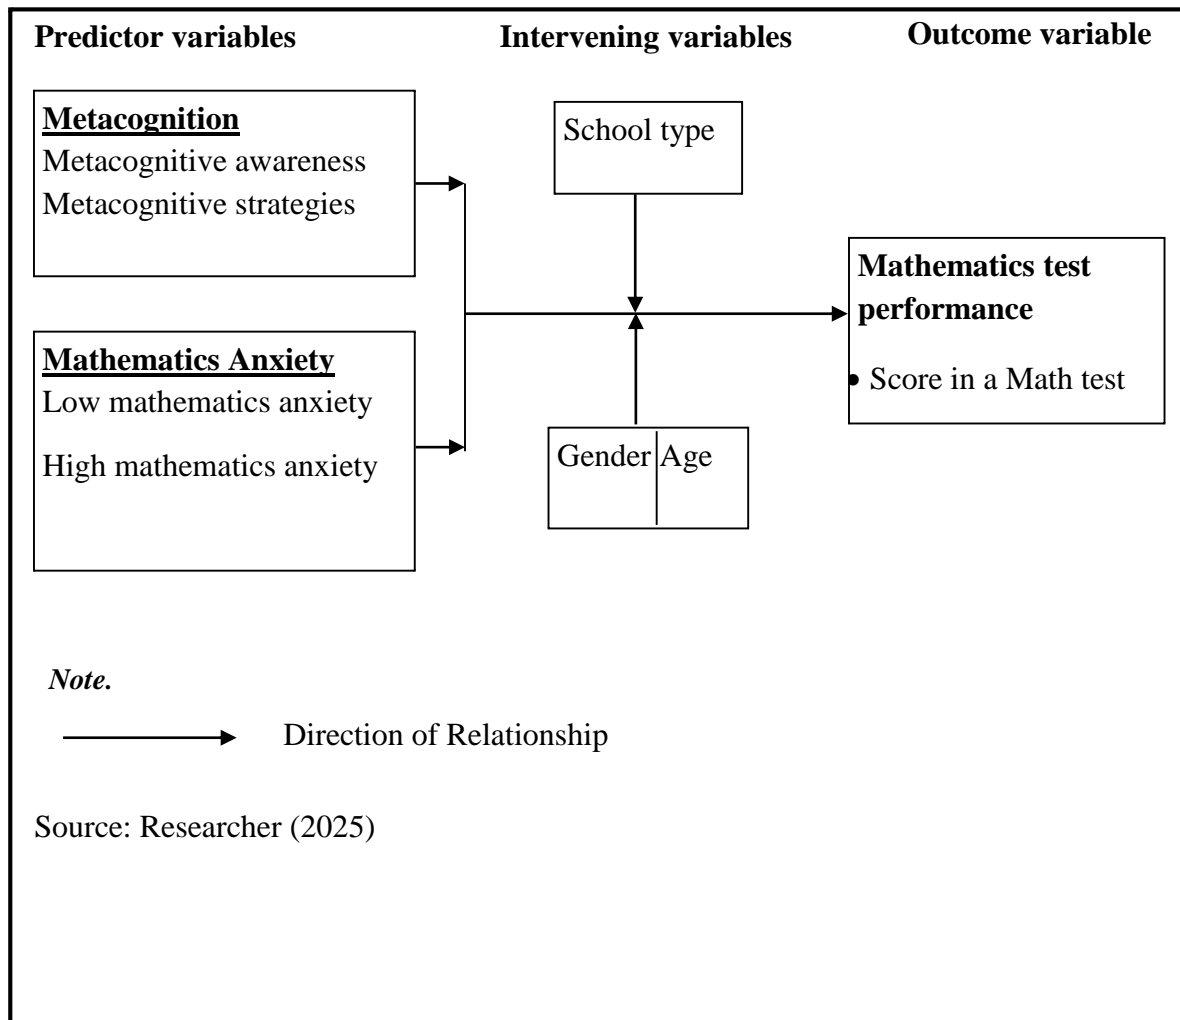 Predictor variables
Intervening variables
Outcome variable
Metacognition
Metacognitive awareness
Metacognitive strategies
School type
Mathematics test
performance
• Score in a Math test
Mathematics Anxiety
Low mathematics anxiety
High mathematics anxiety
Gender
Age
Note.
Direction of Relationship
Source: Researcher (2025)